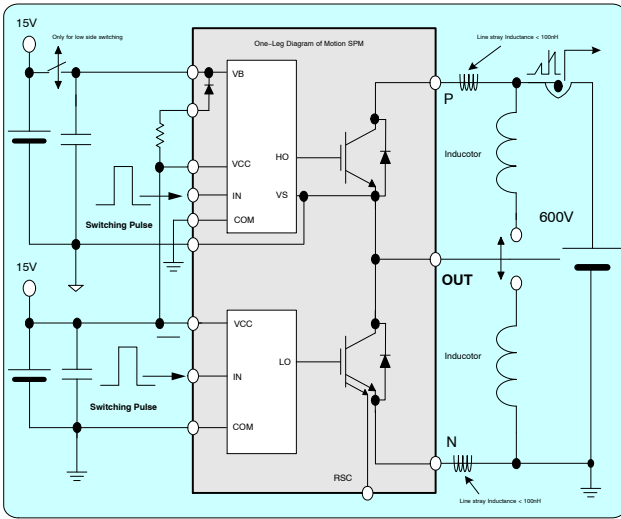 15V
Only for low side switching
One-Leg Diagram of Motion SPM
Line stray Inductance < 100nH
VB
P
HO
Inducotor
VCC
IN
VS
COM
Switching Pulse
600V
OUT
15V
VCC
LO
Inducotor
IN
Switching Pulse
COM
N
RSC
Line stray Inductance < 100nH